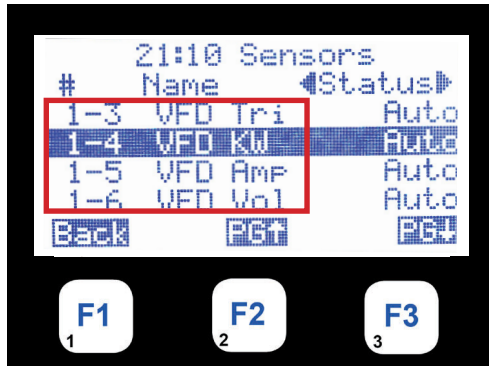 21:10 Sensors
# Name Status
1-3 VFD Tri Auto
1-4 VFD KW Auto
1-5 VFD Amp Auto
1-6 VFD Vol Auto
Back PG↑ PG↓
F1 F2 F3
1 2 3